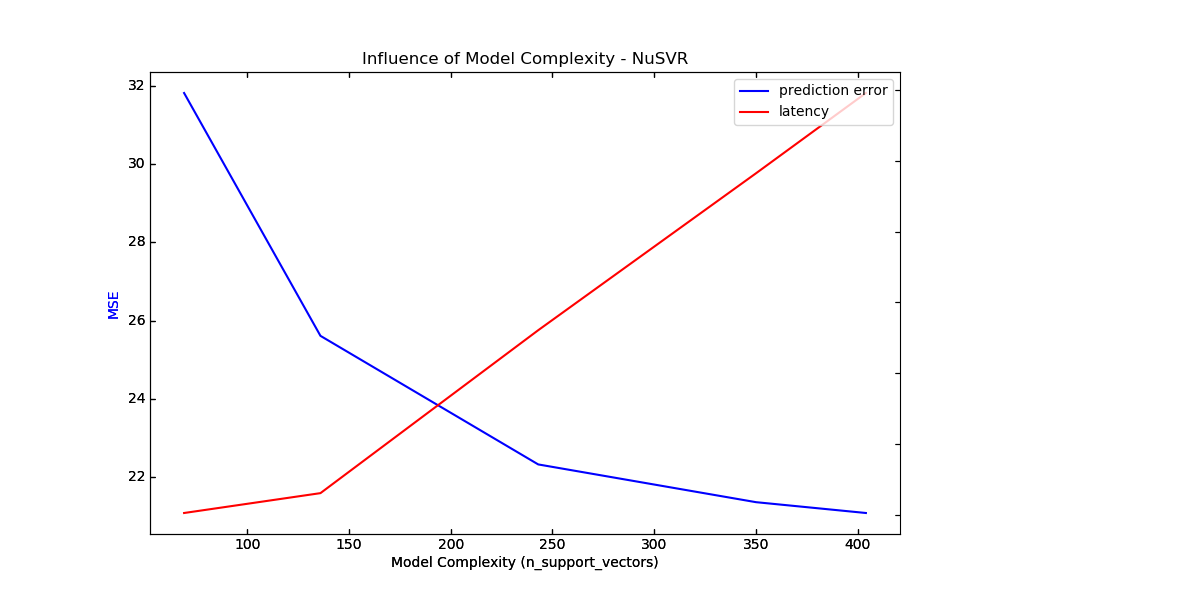 Influence of Model Complexity - NuSVR
prediction error
latency
32
30
28
26
24
22
MSE
100 150 200 250 300 350 400
Model Complexity (n_support_vectors)